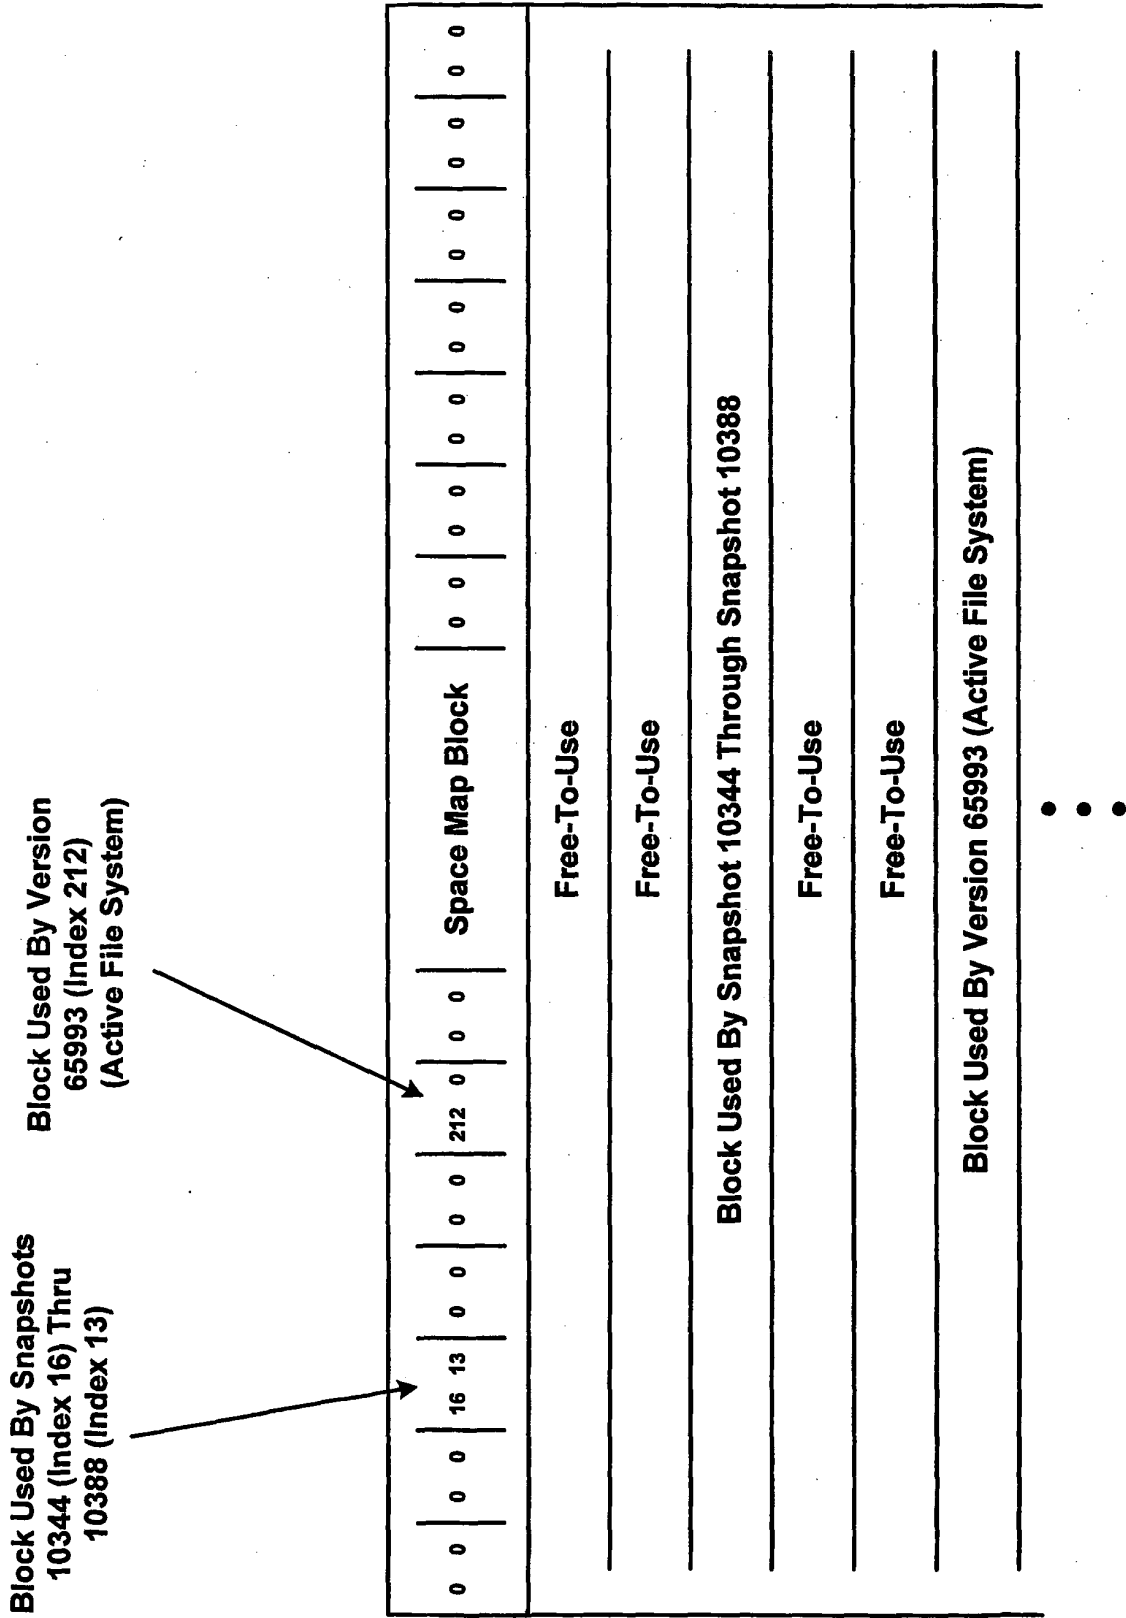 Block Used By Snapshots
10344 (Index 16) Thru
10388 (Index 13)
Block Used By Version
65993 (Index 212)
(Active File System)
0 0 0 0 16 13 0 0 0 0 212 0 0 0 Space Map Block 0 0 0 0 0 0 0 0 0 0 0 0 0 0
Free-To-Use
Free-To-Use
Block Used By Snapshot 10344 Through Snapshot 10388
Free-To-Use
Free-To-Use
Block Used By Version 65993 (Active File System)